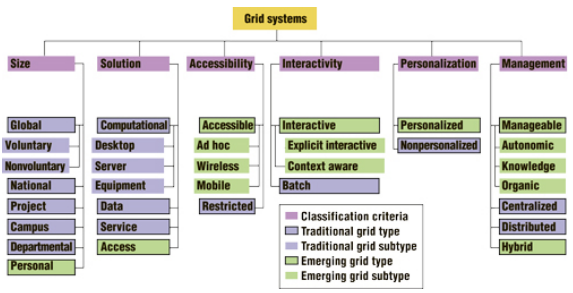 Grid systems
Size
Solution
Accessibility
Interactivity
Personalization
Management
Global
Voluntary
Nonvoluntary
National
Project
Campus
Departmental
Personal
Computational
Desktop
Server
Equipment
Data
Service
Access
Accessible
Ad hoc
Wireless
Mobile
Restricted
Interactive
Explicit interactive
Context aware
Batch
Personalized
Nonpersonalized
Manageable
Autonomic
Knowledge
Organic
Centralized
Distributed
Hybrid
Classification criteria
Traditional grid type
Traditional grid subtype
Emerging grid type
Emerging grid subtype